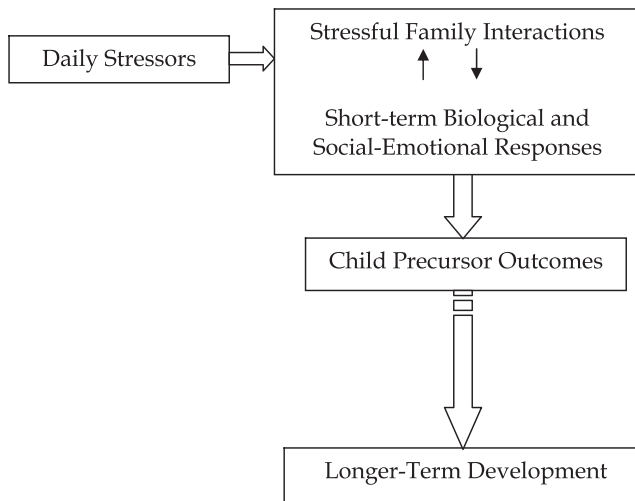 Daily Stressors
Stressful Family Interactions
Short-term Biological and
Social-Emotional Responses
Child Precursor Outcomes
Longer-Term Development